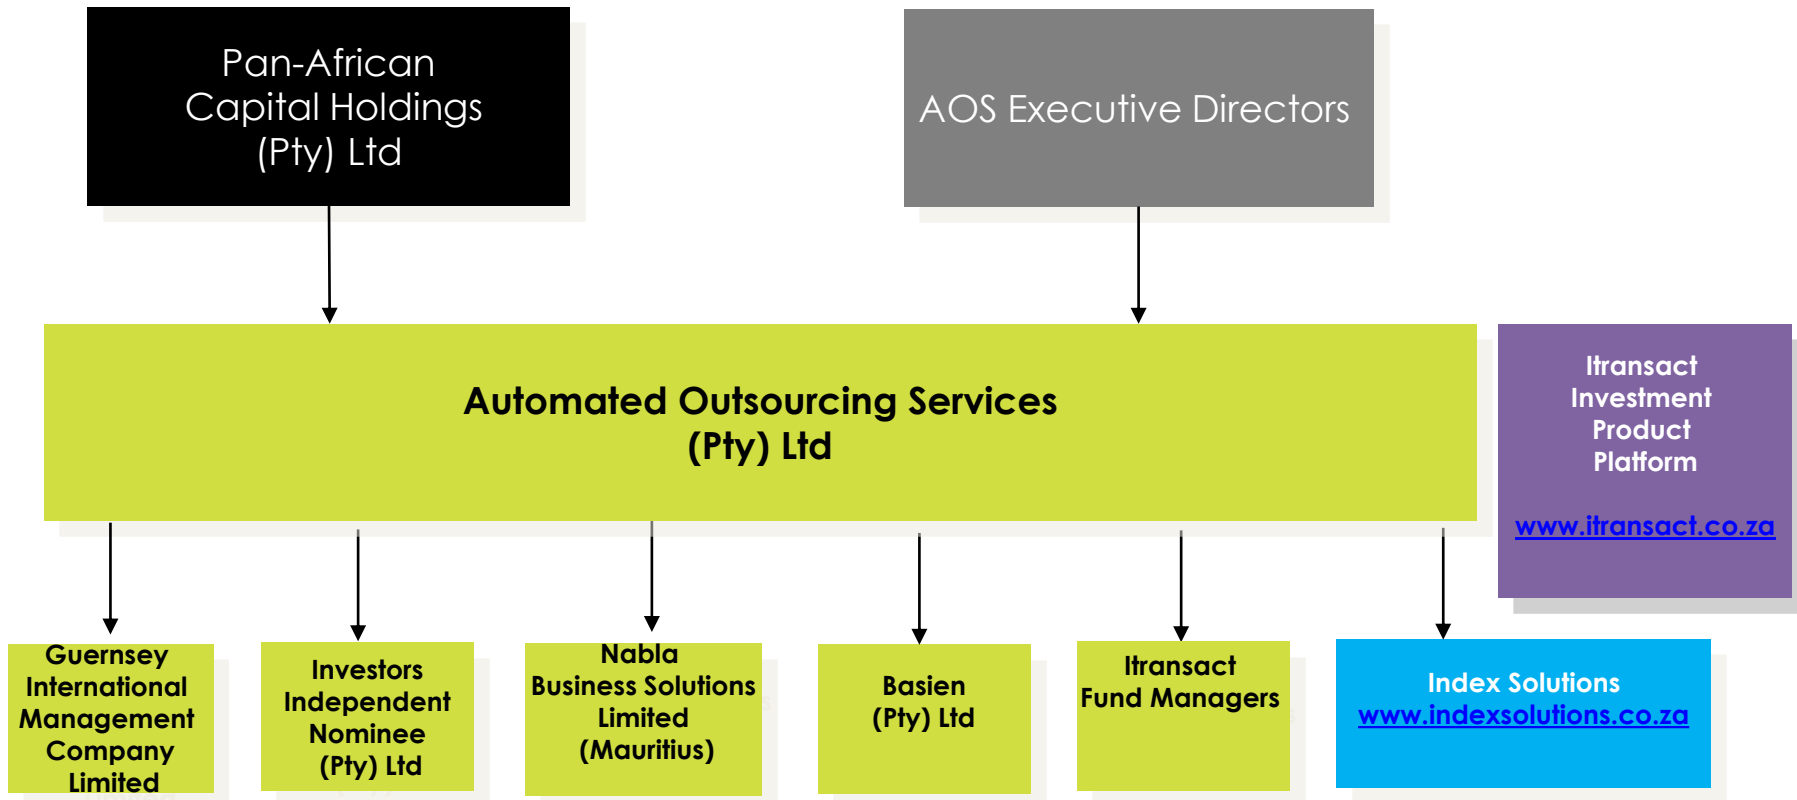 Pan-African
Capital Holdings
(Pty) Ltd
AOS Executive Directors
Automated Outsourcing Services
(Pty) Ltd
Itransact
Investment
Product
Platform
www.itransact.co.za
Guernsey
International
Management
Company
Limited
Investors
Independent
Nominee
(Pty) Ltd
Nabla
Business Solutions
Limited
(Mauritius)
Basien
(Pty) Ltd
Itransact
Fund Managers
Index Solutions
www.indexsolutions.co.za